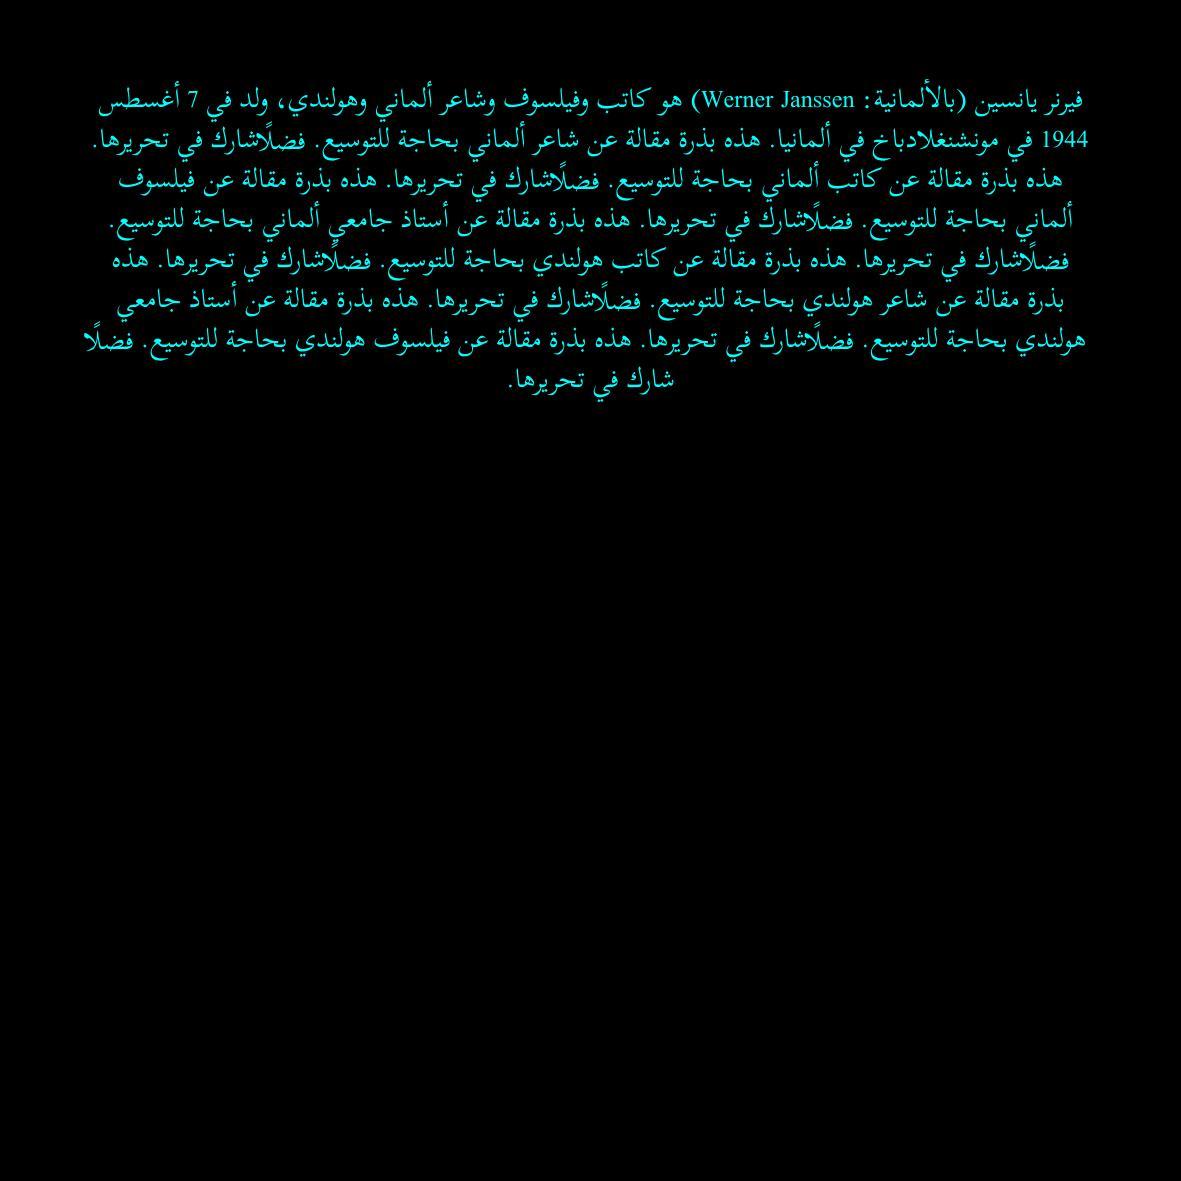 فيرنر يانسين (بالألمانية: Werner Janssen) هو كاتب وفيلسوف وشاعر ألماني وهولندي، ولد في 7 أغسطس
1944 في مونشنغلادباخ في ألمانيا. هذه بذرة مقالة عن شاعر ألماني بحاجة للتوسيع. فضلًاشارك في تحريرها.
هذه بذرة مقالة عن كاتب ألماني بحاجة للتوسيع. فضلًاشارك في تحريرها. هذه بذرة مقالة عن فيلسوف
ألماني بحاجة للتوسيع. فضلًاشارك في تحريرها. هذه بذرة مقالة عن أستاذ جامعي ألماني بحاجة للتوسيع.
فضلًاشارك في تحريرها. هذه بذرة مقالة عن كاتب هولندي بحاجة للتوسيع. فضلًاشارك في تحريرها. هذه
بذرة مقالة عن شاعر هولندي بحاجة للتوسيع. فضلًاشارك في تحريرها. هذه بذرة مقالة عن أستاذ جامعي
هولندي بحاجة للتوسيع. فضلًاشارك في تحريرها. هذه بذرة مقالة عن فيلسوف هولندي بحاجة للتوسيع. فضلًا
شارك في تحريرها.